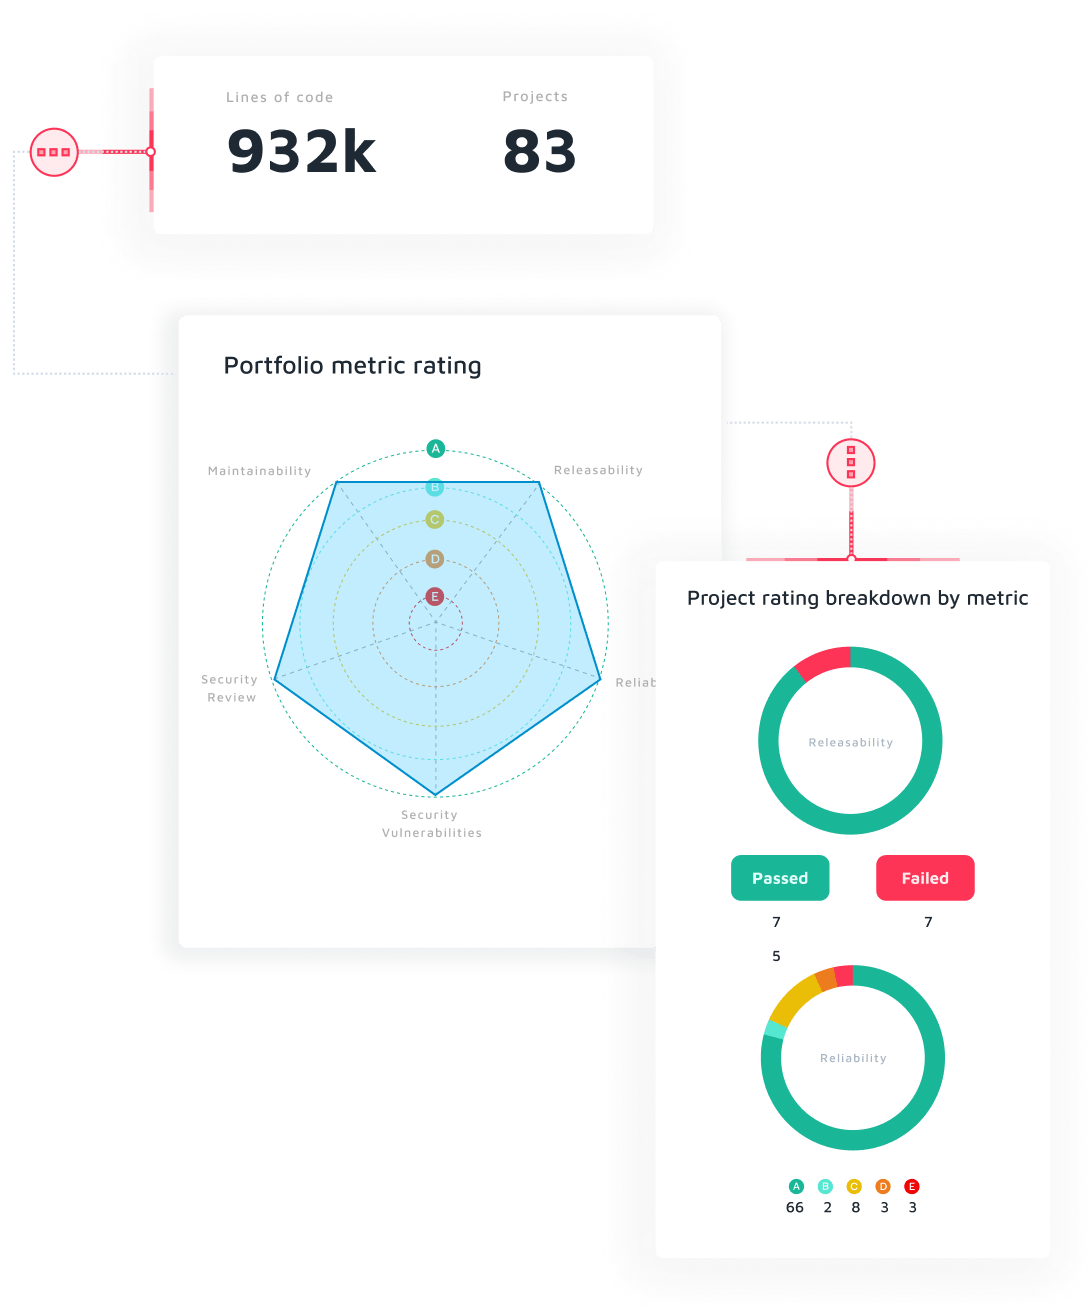 Lines of code
Projects
932k
83
Portfolio metric rating
A
Maintainability
Releasability
B
C
D
E
Security
Review
Reliab
Security
Vulnerabilities
Project rating breakdown by metric
Releasability
Passed
Failed
7
7
5
Reliability
A B C D E
66 2 8 3 3